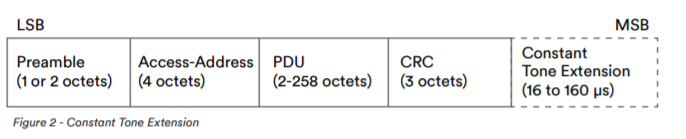 LSB
MSB
Preamble
(1 or 2 octets)
Access-Address
(4 octets)
PDU
(2-258 octets)
CRC
(3 octets)
Constant
Tone Extension
(16 to 160 µs)
Figure 2 - Constant Tone Extension